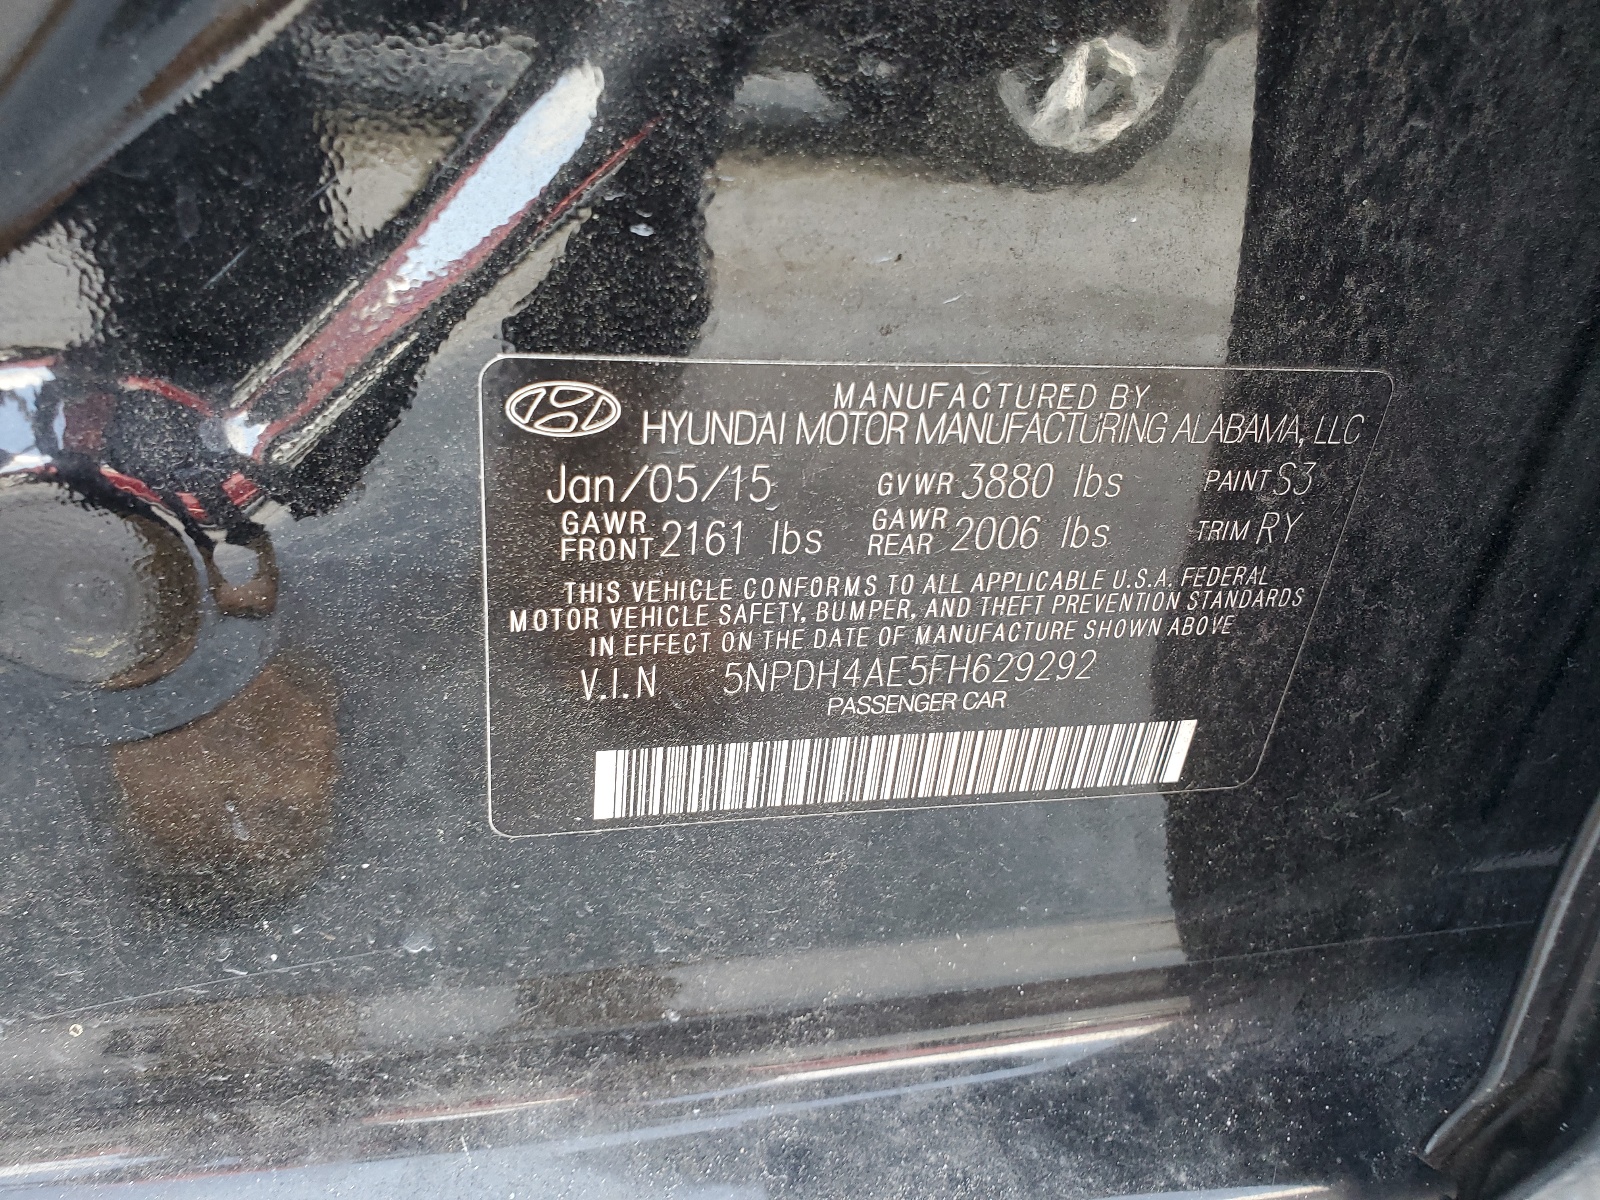 MANUFACTURED BY
HYUNDAI MOTOR MANUFACTURING ALABAMA, LLC
Jan/05/15 GVWR 3880 lbs PAINT S3
GAWR FRONT 2161 lbs GAWR REAR 2006 lbs TRIM RY
THIS VEHICLE CONFORMS TO ALL APPLICABLE U.S.A. FEDERAL
MOTOR VEHICLE SAFETY, BUMPER, AND THEFT PREVENTION STANDARDS
IN EFFECT ON THE DATE OF MANUFACTURE SHOWN ABOVE
V.I.N 5NPDH4AE5FH629292
PASSENGER CAR